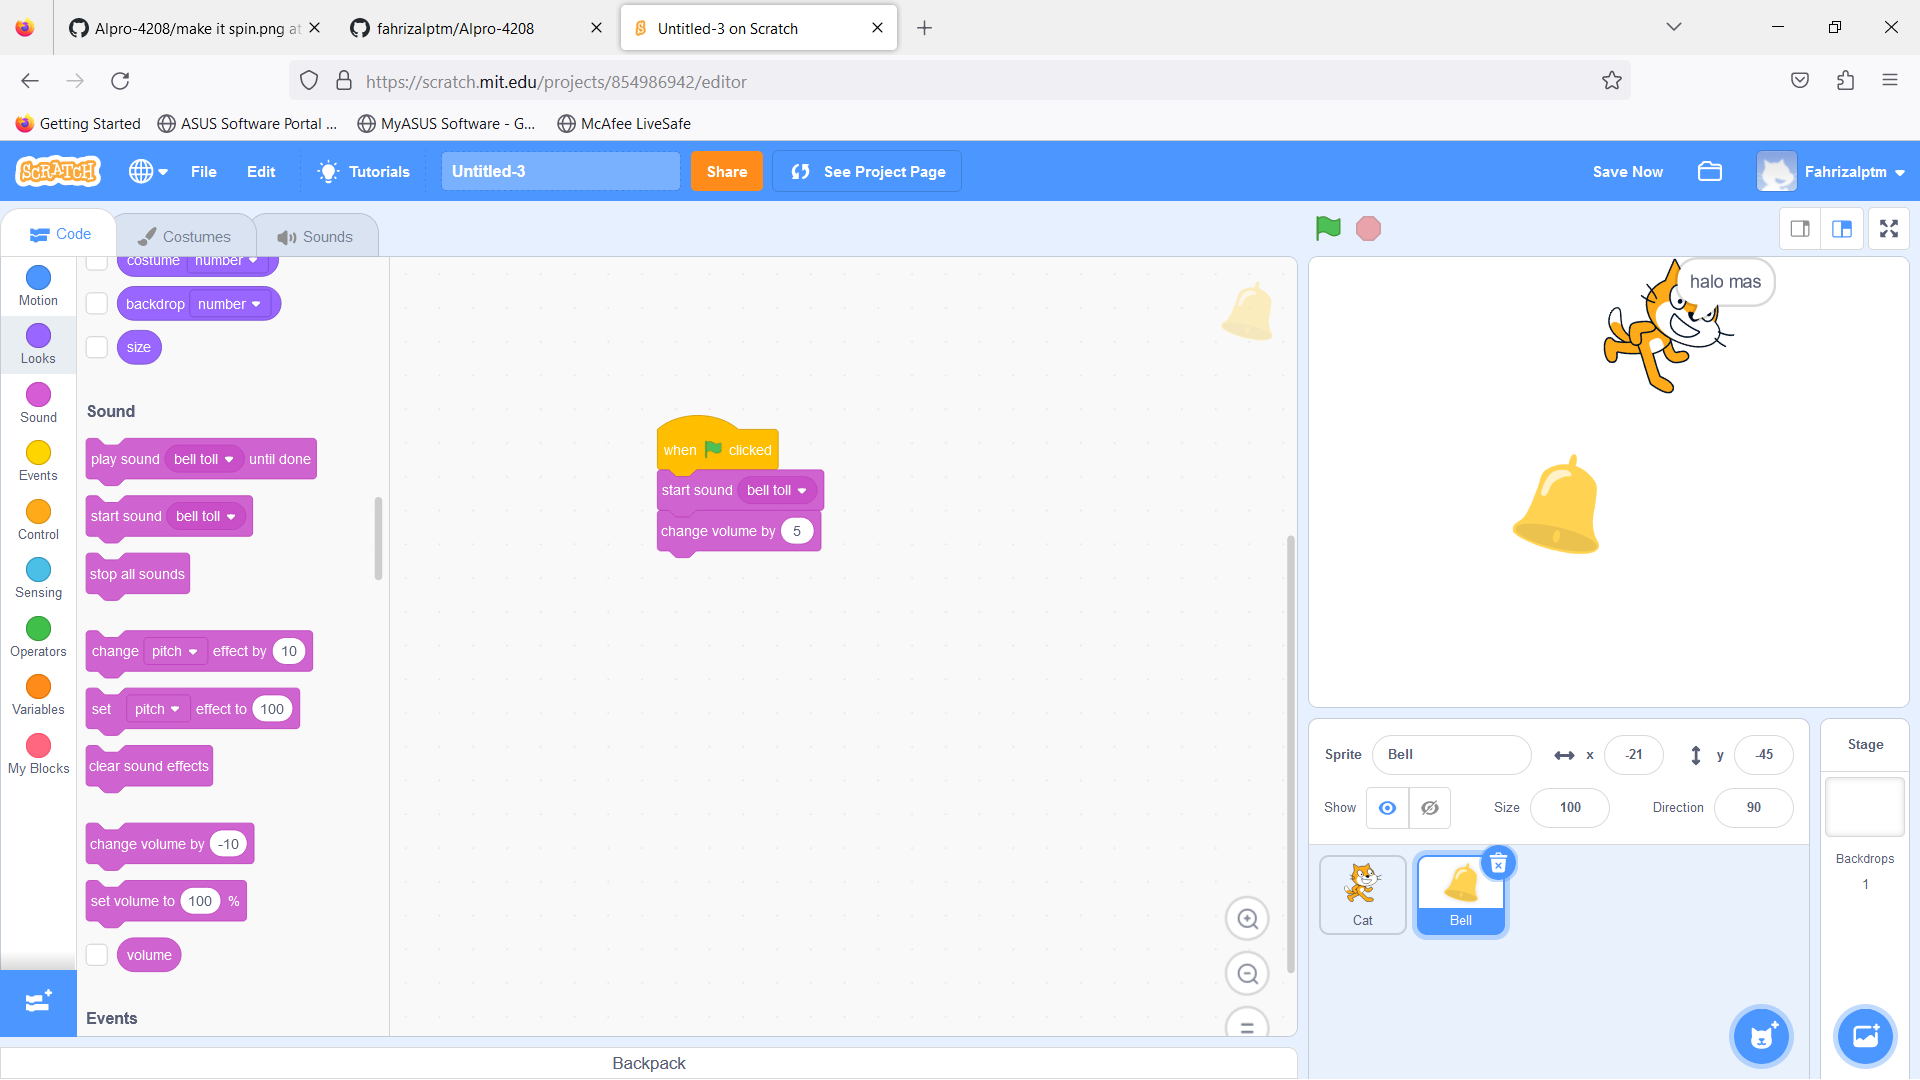 Alpro-4208/make it spin.png at
fahrizalptm/Alpro-4208
Untitled-3 on Scratch
https://scratch.mit.edu/projects/854986942/editor
Getting Started
ASUS Software Portal ...
MyASUS Software - G...
McAfee LiveSafe
SCRATCH
File
Edit
Tutorials
Untitled-3
Share
See Project Page
Save Now
Fahrizalptm
Code
Costumes
Sounds
Motion
Looks
Sound
Events
Control
Sensing
Operators
Variables
My Blocks
costume number
backdrop number
size
Sound
play sound bell toll until done
start sound bell toll
stop all sounds
change pitch effect by 10
set pitch effect to 100
clear sound effects
change volume by -10
set volume to 100 %
volume
Events
when clicked
start sound bell toll
change volume by 5
Backpack
halo mas
Sprite Bell x -21 y -45
Show Size 100 Direction 90
Cat
Bell
Stage
Backdrops
1